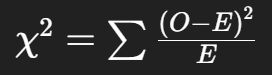 χ² = ∑ (O−E)² / E